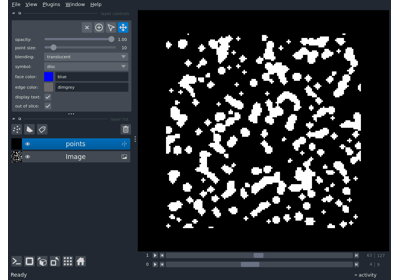 File View Plugins Window Help
opacity: 1.00
point size: 10
blending: translucent
symbol: disc
face color: blue
edge color: dimgrey
display text: ✓
out of slice: ✓
points
Image
1
0
Ready
activity